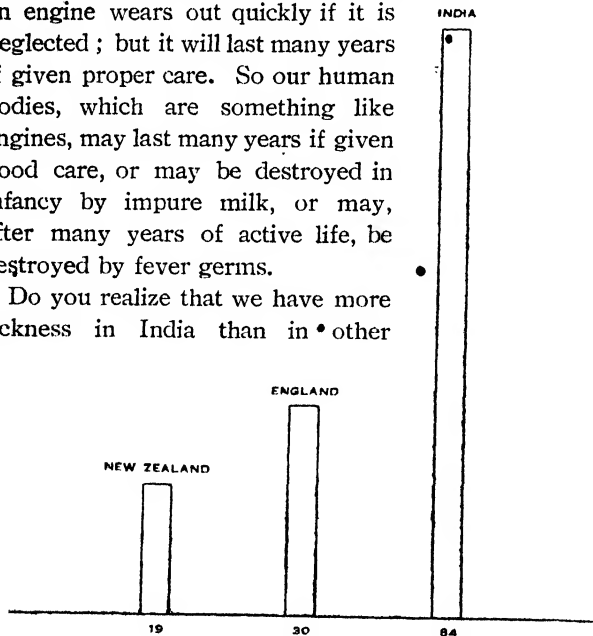 n engine wears out quickly if it is
eglected ; but it will last many years
f given proper care. So our human
odies, which are something like
ngines, may last many years if given
ood care, or may be destroyed in
nfancy by impure milk, or may,
fter many years of active life, be
estroyed by fever germs.
Do you realize that we have more
ckness in India than in other
INDIA
ENGLAND
NEW ZEALAND
19 30 84